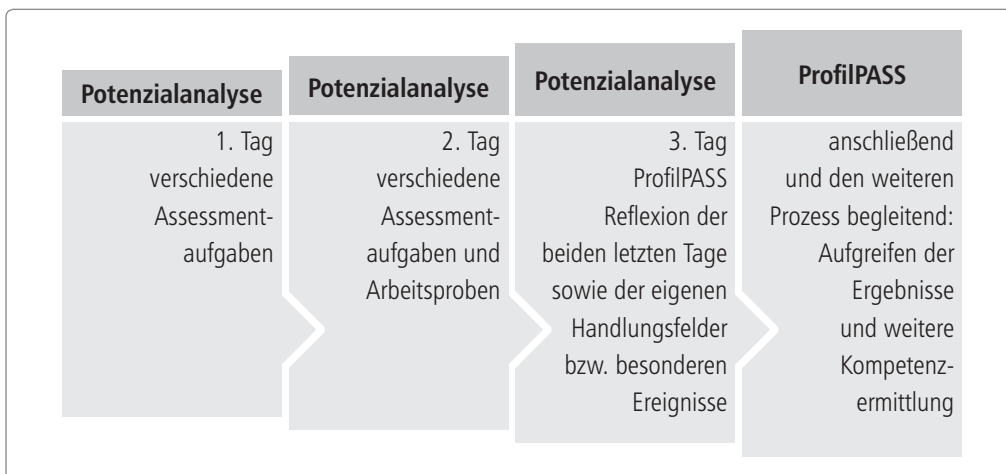 Potenzialanalyse
1. Tag
verschiedene
Assessment-
aufgaben
Potenzialanalyse
2. Tag
verschiedene
Assessment-
aufgaben und
Arbeitsproben
Potenzialanalyse
3. Tag
ProfilPASS
Reflexion der
beiden letzten Tage
sowie der eigenen
Handlungsfelder
bzw. besonderen
Ereignisse
ProfilPASS
anschließend
und den weiteren
Prozess begleitend:
Aufgreifen der
Ergebnisse
und weitere
Kompetenz-
ermittlung